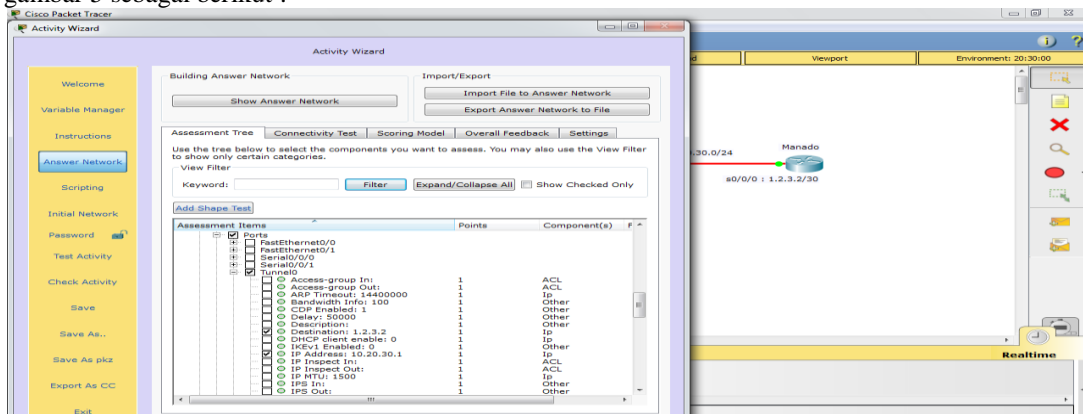 gambar 5 sebagai berikut :
Cisco Packet Tracer
Activity Wizard
Activity Wizard
Welcome
Variable Manager
Instructions
Answer Network
Scripting
Initial Network
Password
Test Activity
Check Activity
Save
Save As..
Save As pkz
Export As CC
Exit
Building Answer Network
Show Answer Network
Import/Export
Import File to Answer Network
Export Answer Network to File
Assessment Tree Connectivity Test Scoring Model Overall Feedback Settings
Use the tree below to select the components you want to assess. You may also use the View Filter
to show only certain categories.
View Filter
Keyword: Filter Expand/Collapse All Show Checked Only
Add Shape Test
Assessment Items Points Component(s) F
Ports
FastEthernet0/0
FastEthernet0/1
Serial0/0/0
Serial0/0/1
Tunnel0
Access-group In: 1 ACL
Access-group Out: 1 ACL
ARP Timeout: 14400000 1 Ip
Bandwidth Info: 100 1 Other
CDP Enabled: 1 1 Other
Delay: 50000 1 Other
Description: 1 Other
Destination: 1.2.3.2 1 Ip
DHCP client enable: 0 1 Ip
IKEv1 Enabled: 0 1 Other
IP Address: 10.20.30.1 1 Ip
IP Inspect In: 1 ACL
IP Inspect Out: 1 ACL
IP MTU: 1500 1 Ip
IPS In: 1 Other
IPS Out: 1 Other
d Viewport Environment: 20:30:00
.30.0/24 Manado
s0/0/0 : 1.2.3.2/30
Realtime